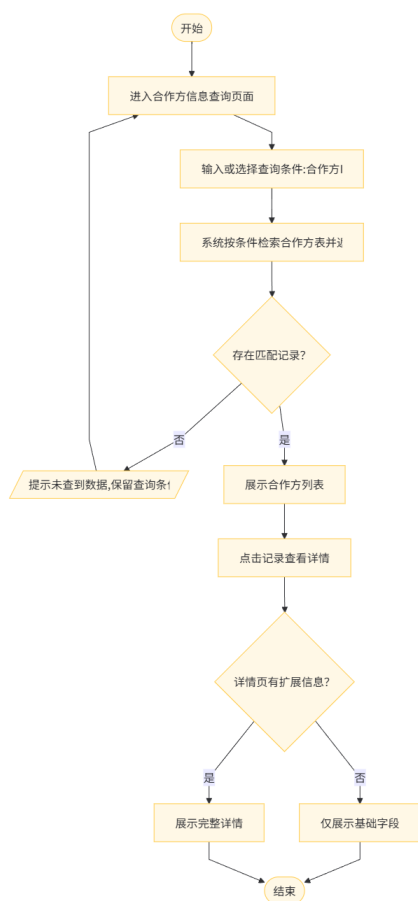 开始
进入合作方信息查询页面
输入或选择查询条件:合作方
系统按条件检索合作方表并
存在匹配记录?
否
是
提示未查到数据,保留查询条
展示合作方列表
点击记录查看详情
详情页有扩展信息?
是
否
展示完整详情
仅展示基础字段
结束